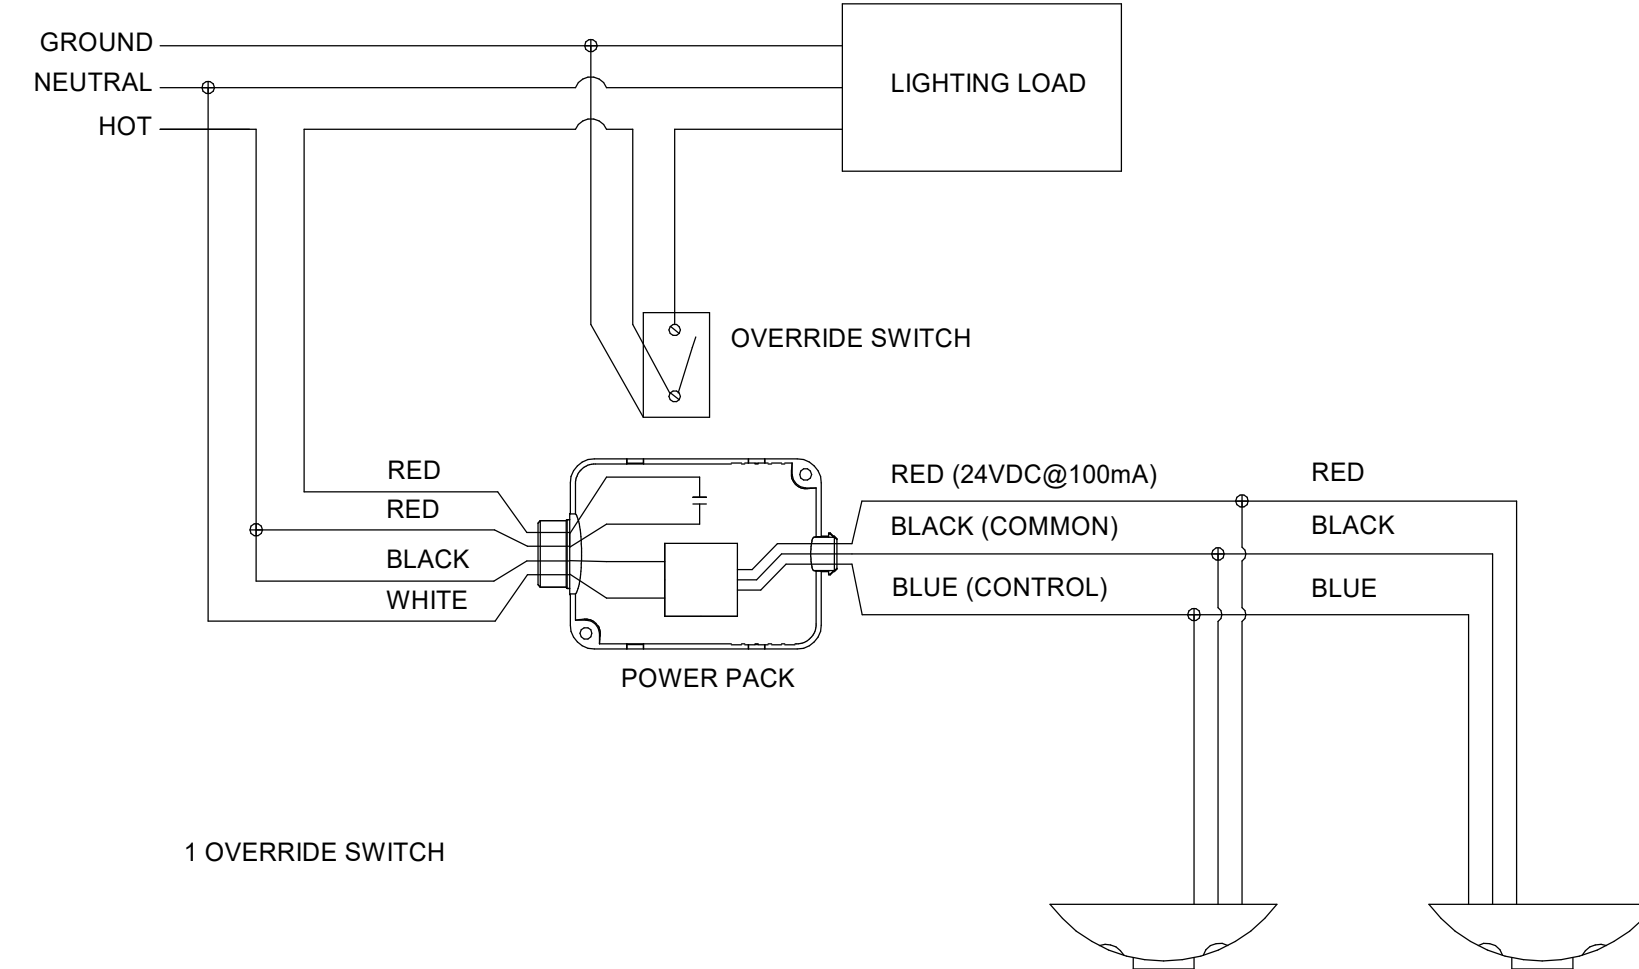 GROUND
NEUTRAL
HOT
LIGHTING LOAD
OVERRIDE SWITCH
RED
RED
BLACK
WHITE
POWER PACK
RED (24VDC@100mA)
BLACK (COMMON)
BLUE (CONTROL)
RED
BLACK
BLUE
1 OVERRIDE SWITCH